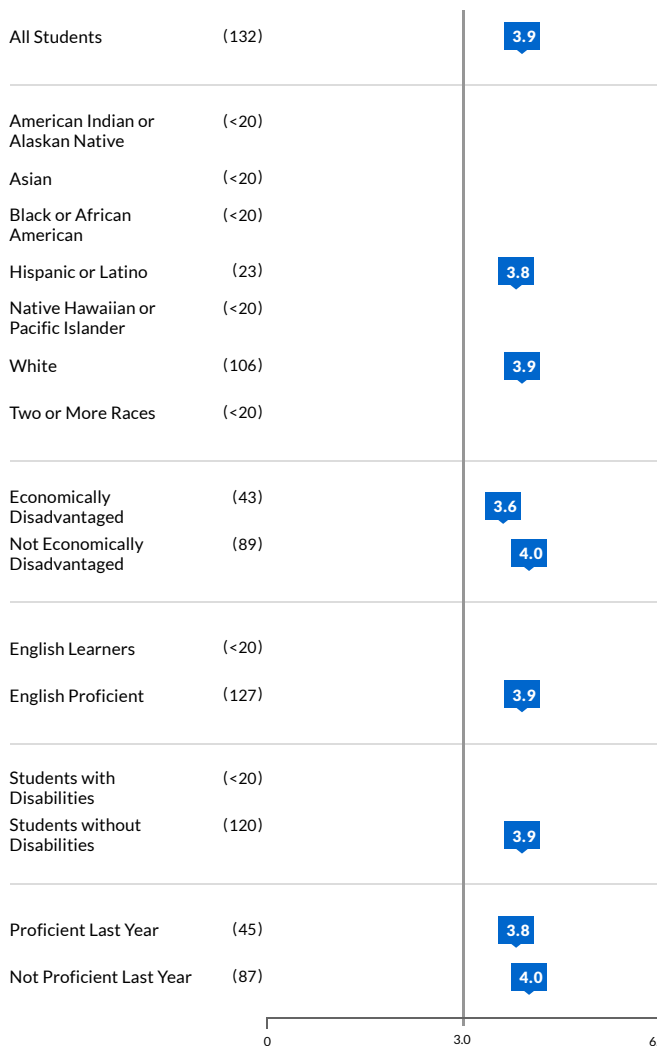 All Students (132) 3.9
American Indian or (<20)
Alaskan Native
Asian (<20)
Black or African (<20)
American
Hispanic or Latino (23) 3.8
Native Hawaiian or (<20)
Pacific Islander
White (106) 3.9
Two or More Races (<20)
Economically (43) 3.6
Disadvantaged
Not Economically (89) 4.0
Disadvantaged
English Learners (<20)
English Proficient (127) 3.9
Students with (<20)
Disabilities
Students without (120) 3.9
Disabilities
Proficient Last Year (45) 3.8
Not Proficient Last Year (87) 4.0
0 3.0 6.